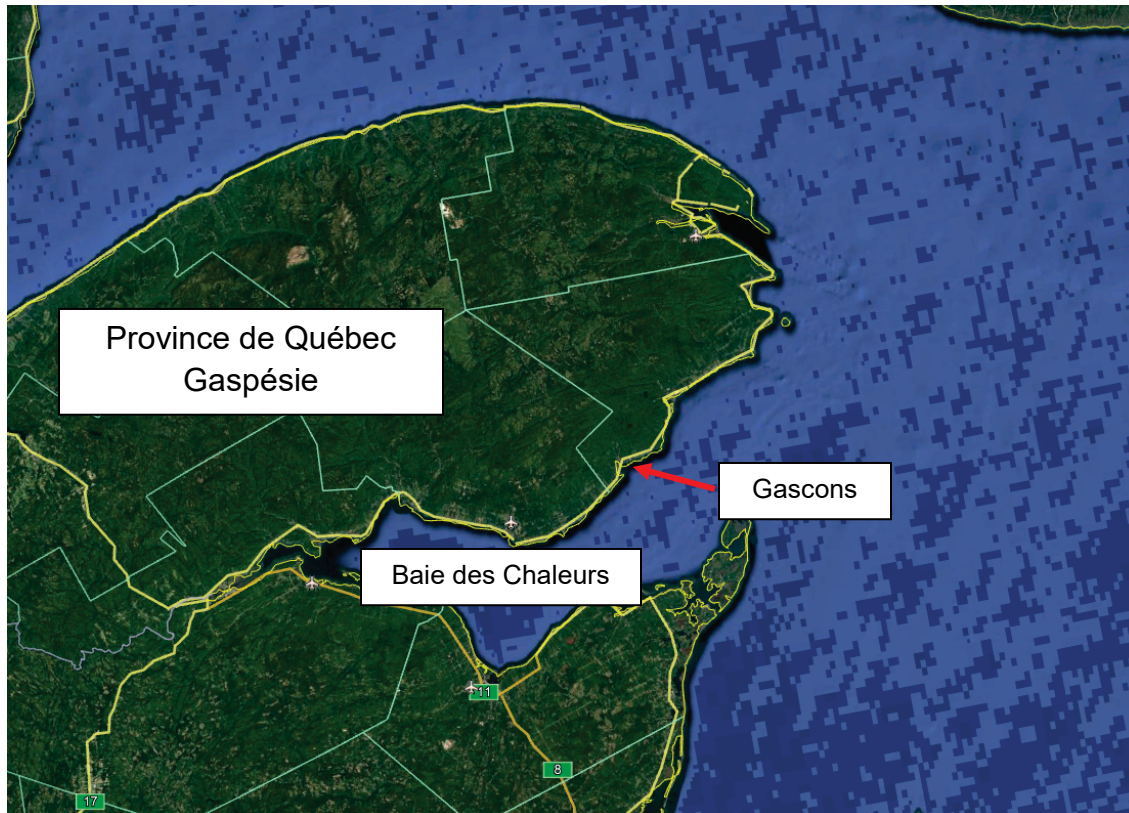 Province de Québec
Gaspésie
Gascons
Baie des Chaleurs
11
8
17